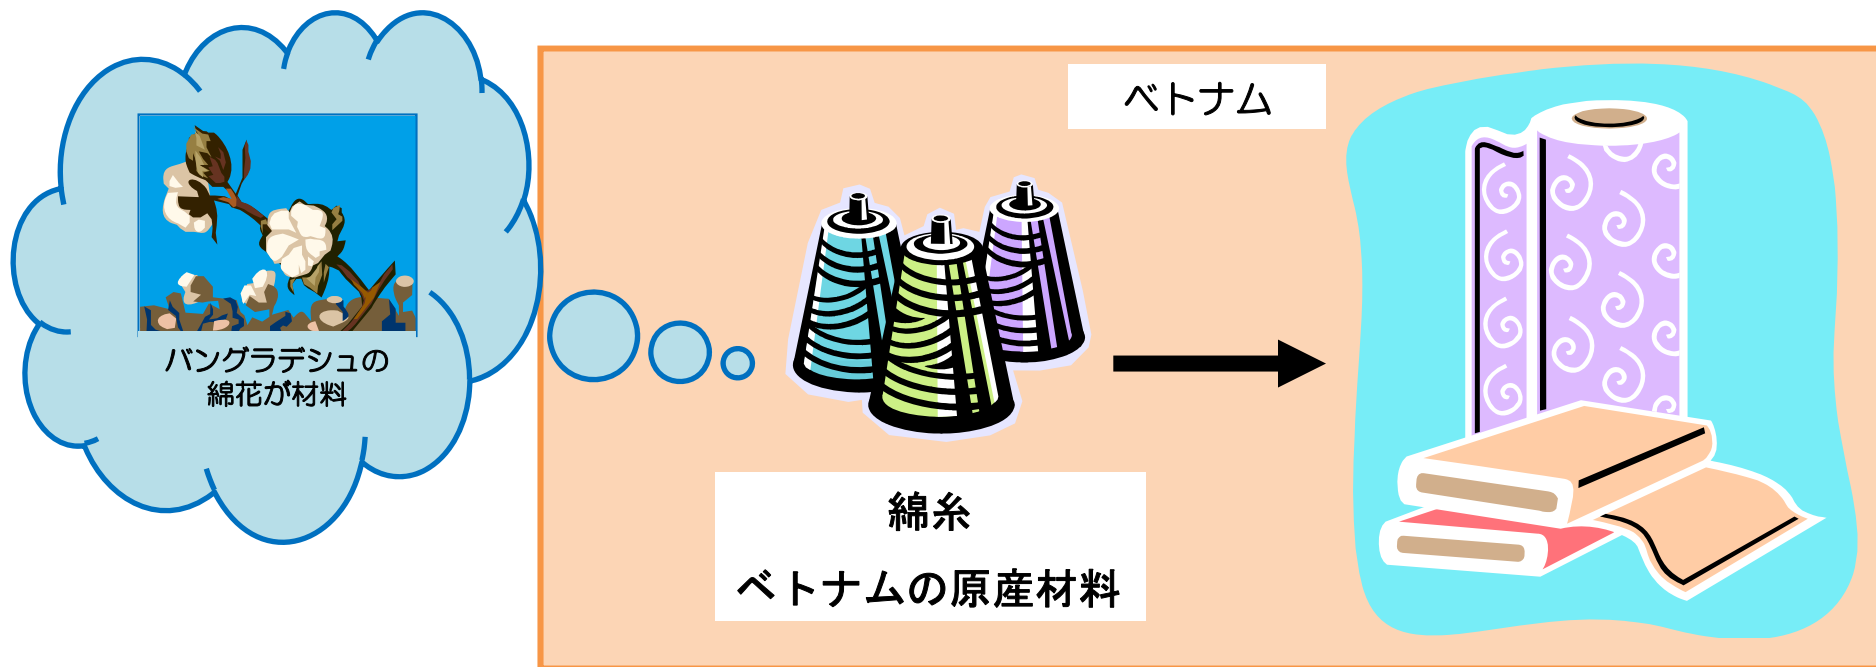 バングラデシュの
綿花が材料
ベトナム
綿糸
ベトナムの原産材料